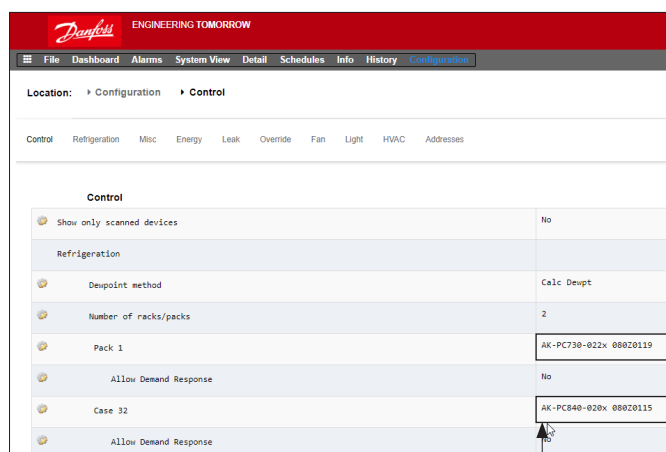 Danfoss ENGINEERING TOMORROW
File Dashboard Alarms System View Detail Schedules Info History Configuration
Location: Configuration Control
Control Refrigeration Misc Energy Leak Override Fan Light HVAC Addresses
Control
Show only scanned devices No
Refrigeration
Dewpoint method Calc Dewpt
Number of racks/packs 2
Pack 1 AK-PC730-022x 080Z0119
Allow Demand Response No
Case 32 AK-PC840-020x 080Z0115
Allow Demand Response No